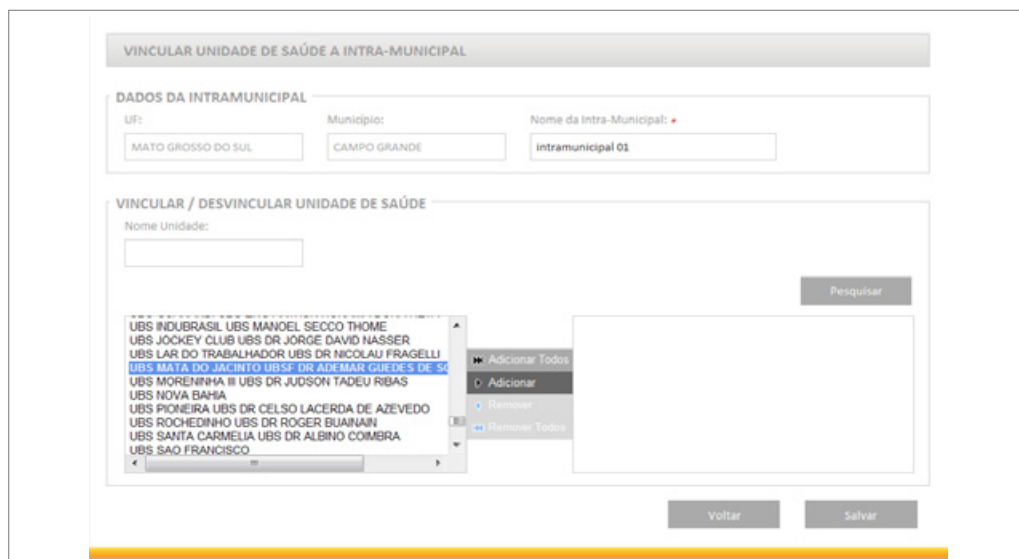 VINCULAR UNIDADE DE SAÚDE A INTRA-MUNICIPAL
DADOS DA INTRAMUNICIPAL
UF: Município: Nome da Intra-Municipal: *
MATO GROSSO DO SUL CAMPO GRANDE intramunicipal 01
VINCULAR / DESVINCULAR UNIDADE DE SAÚDE
Nome Unidade:
Pesquisar
UBS INDUBRASIL UBS MANOEL SECCO THOME
UBS JOCKEY CLUB UBS DR JORGE DAVID NASSER
UBS LAR DO TRABALHADOR UBS DR NICOLAU FRAGELLI
UBS MATA DO JACINTO UBSF DR ADEMAR GUEDES DE SO
UBS MORENINHA III UBS DR JUDSON TADEU RIBAS
UBS NOVA BAHIA
UBS PIONEIRA UBS DR CELSO LACERDA DE AZEVEDO
UBS ROCHEDINHO UBS DR ROGER BUAINAIN
UBS SANTA CARMELIA UBS DR ALBINO COIMBRA
UBS SAO FRANCISCO
Adicionar Todos
Adicionar
Remover
Remover Todos
Voltar Salvar